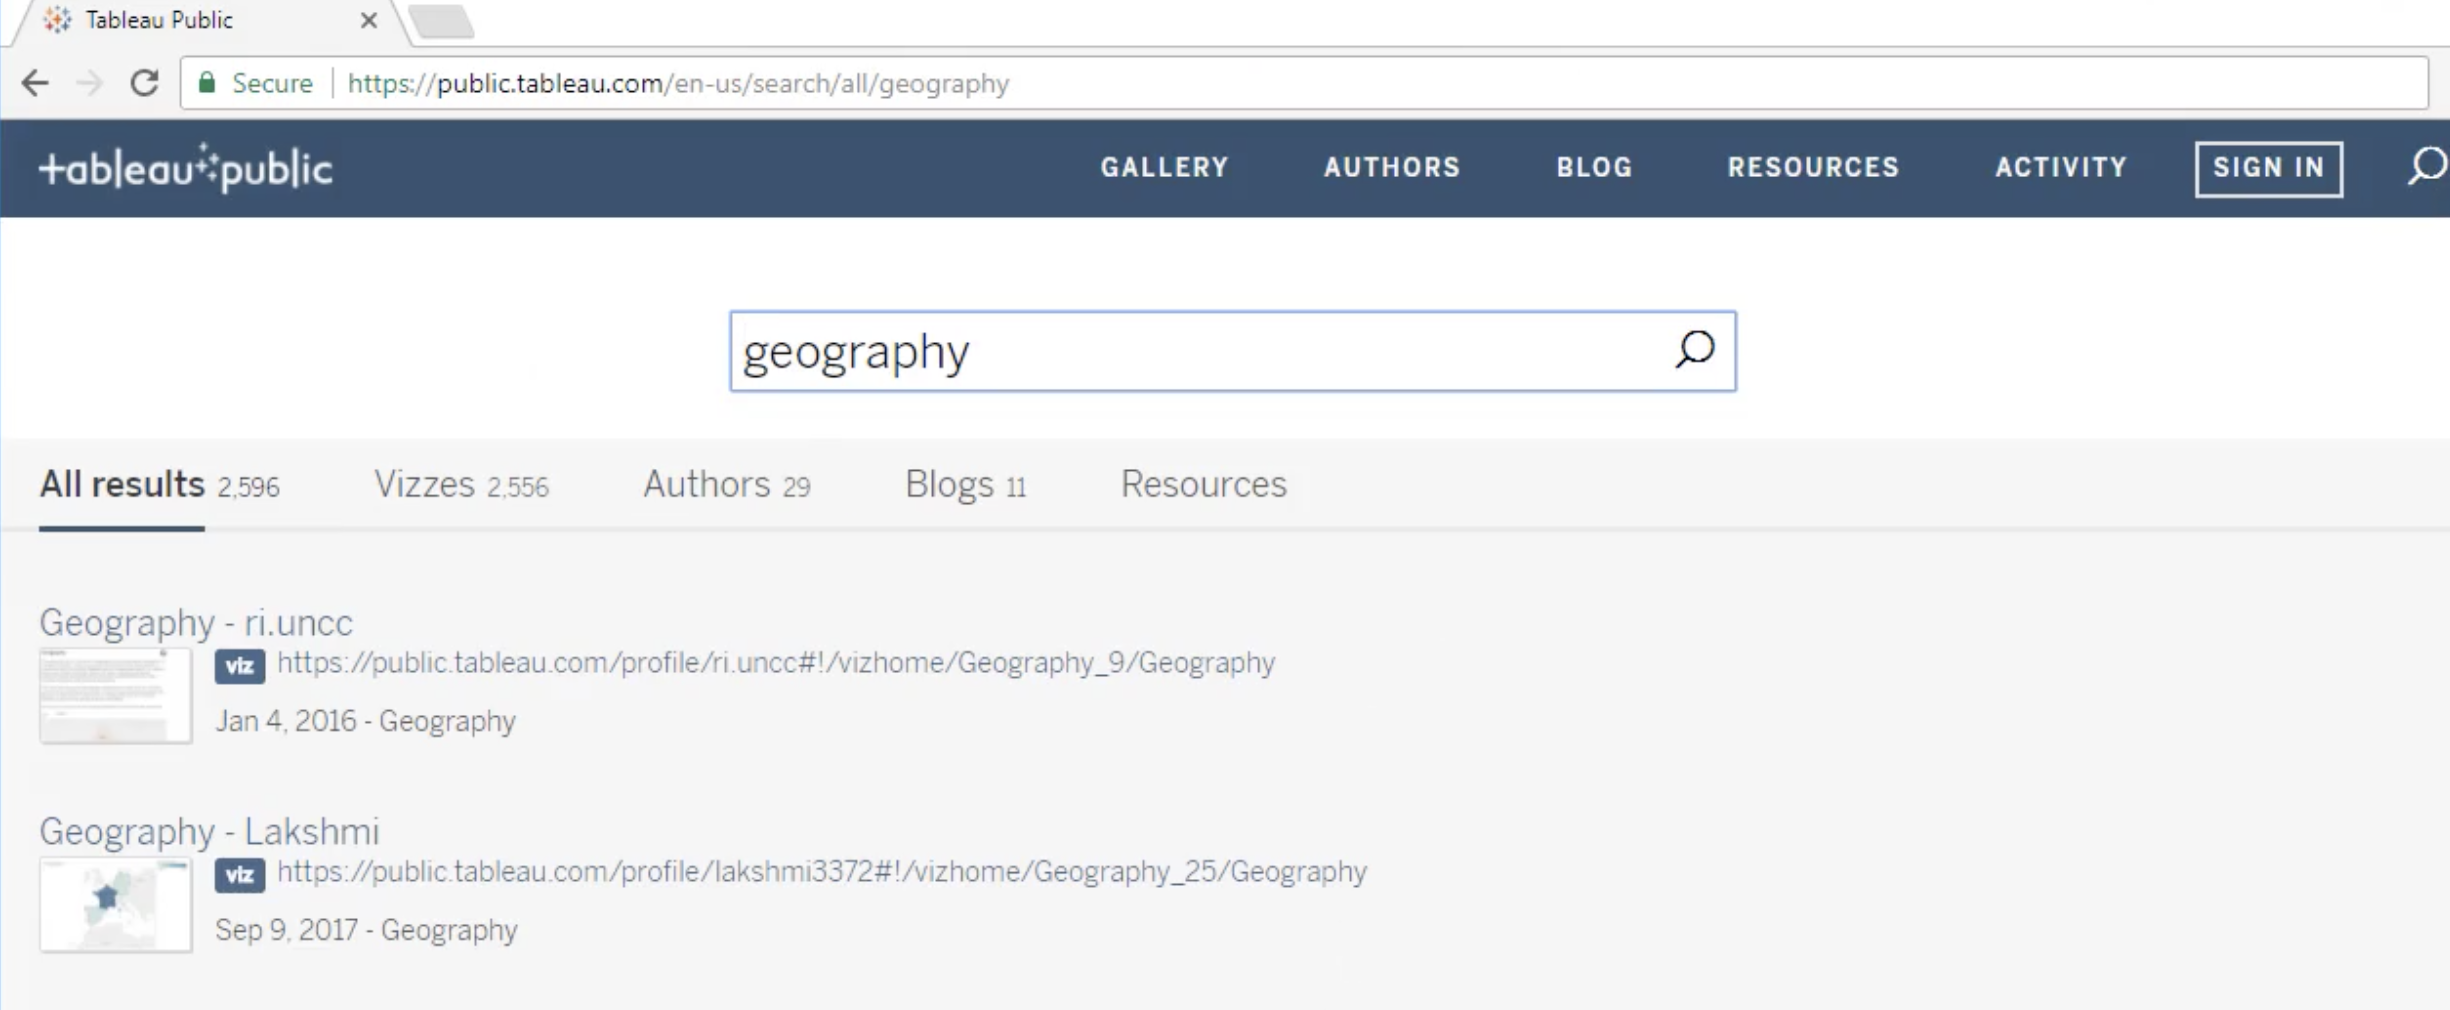 Tableau Public
Secure https://public.tableau.com/en-us/search/all/geography
+ableau public GALLERY AUTHORS BLOG RESOURCES ACTIVITY SIGN IN
geography
All results 2,596 Vizzes 2,556 Authors 29 Blogs 11 Resources
Geography - ri.uncc
viz https://public.tableau.com/profile/ri.uncc#!/vizhome/Geography_9/Geography
Jan 4, 2016 - Geography
Geography - Lakshmi
viz https://public.tableau.com/profile/lakshmi3372#!/vizhome/Geography_25/Geography
Sep 9, 2017 - Geography